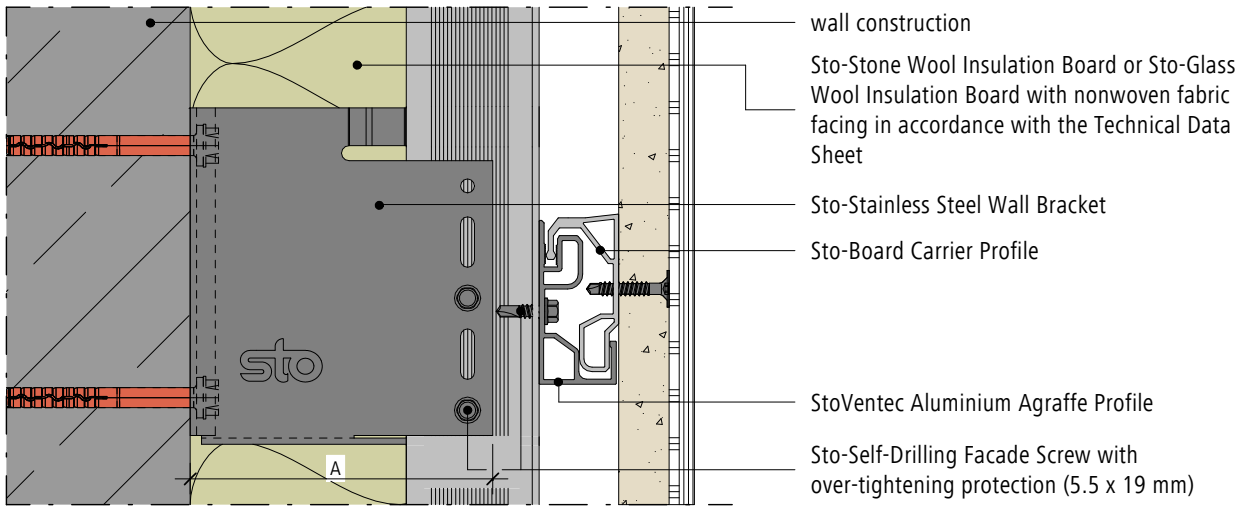 wall construction
Sto-Stone Wool Insulation Board or Sto-Glass
Wool Insulation Board with nonwoven fabric
facing in accordance with the Technical Data
Sheet
Sto-Stainless Steel Wall Bracket
Sto-Board Carrier Profile
sto
StoVentec Aluminium Agraffe Profile
A
Sto-Self-Drilling Facade Screw with
over-tightening protection (5.5 x 19 mm)